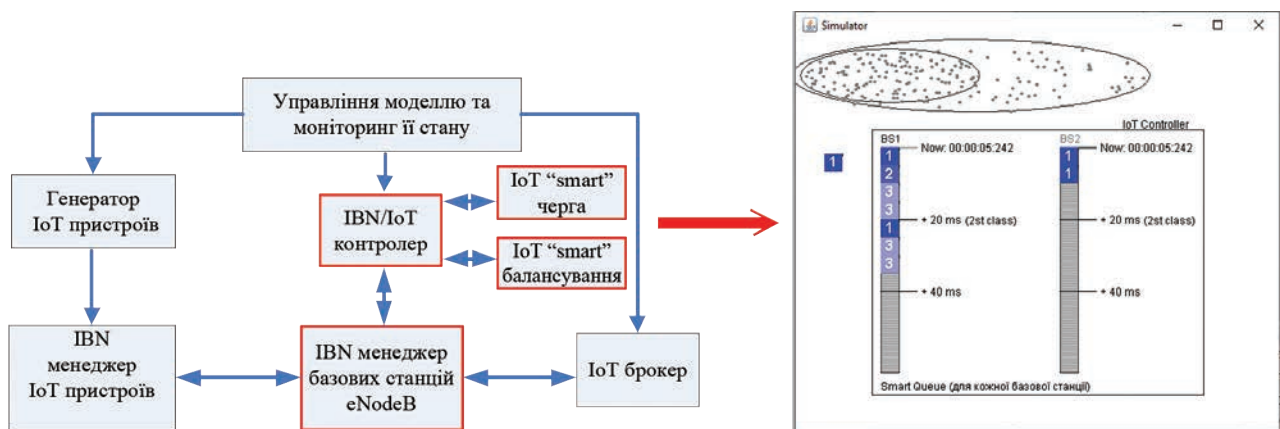 Управління моделлю та
моніторинг її стану
Генератор
IoT пристроїв
IBN/IoT
контролер
IoT “smart”
черга
IoT “smart”
балансування
IBN
менеджер
IoT пристроїв
IBN менеджер
базових станцій
eNodeB
IoT брокер
Simulator
IoT Controller
1
BS1
Now: 00:00:05:242
1
2
3
3
+ 20 ms (2st class)
1
3
3
+ 40 ms
BS2
Now: 00:00:05:242
1
1
+ 20 ms (2st class)
+ 40 ms
Smart Queue (для кожної базової станції)